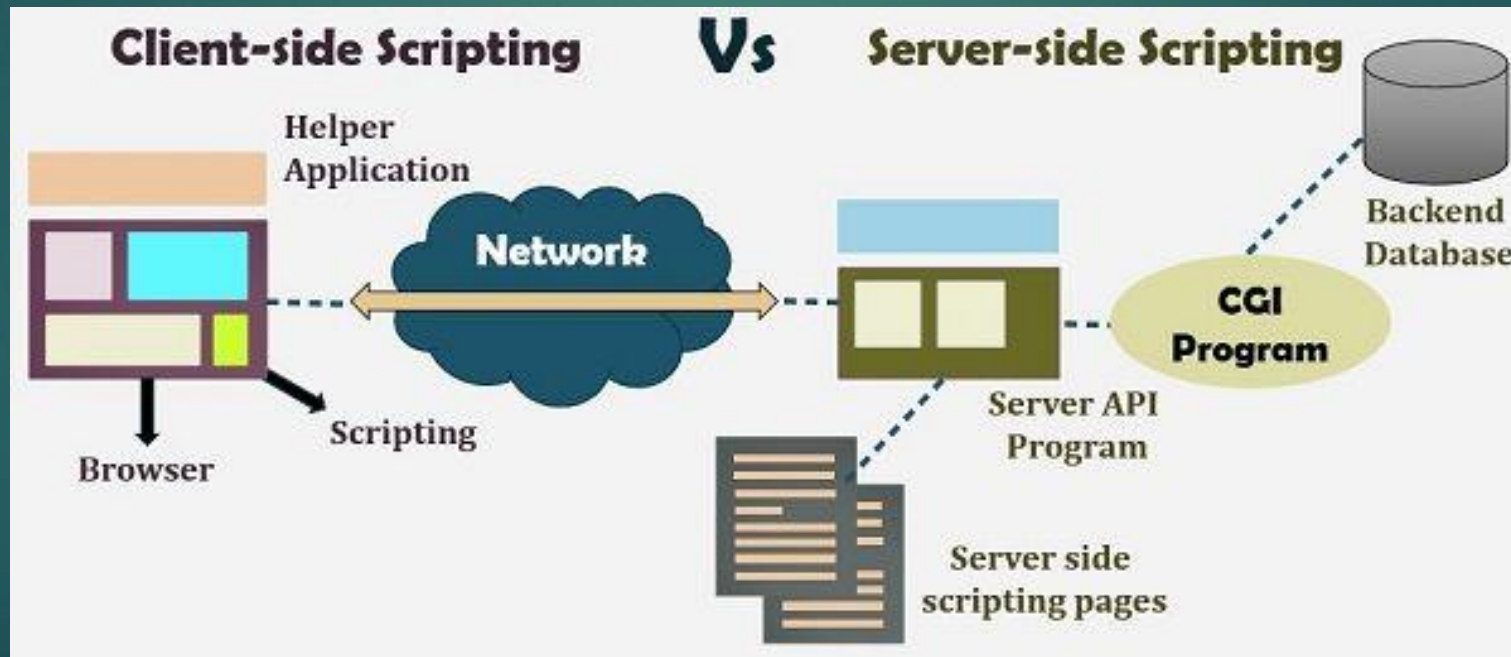 Client-side Scripting Vs Server-side Scripting
Helper
Application
Network
Backend
Database
CGI
Program
Server API
Program
Scripting
Browser
Server side
scripting pages